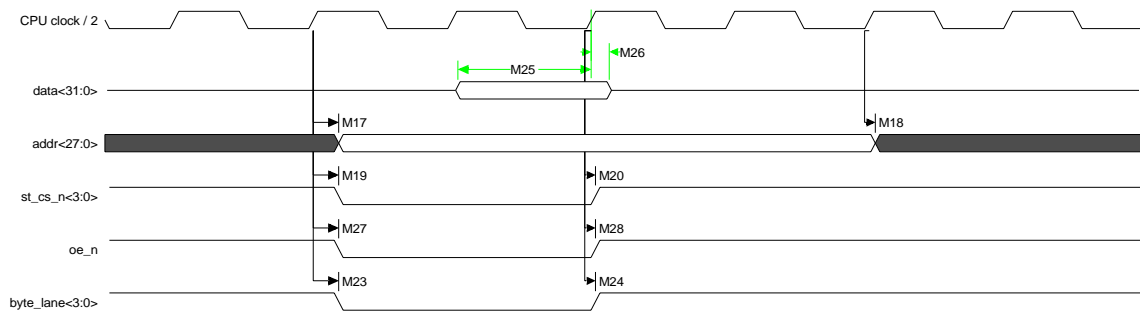 CPU clock / 2
M26
M25
data<31:0>
M17
M18
addr<27:0>
M19
M20
st_cs_n<3:0>
M27
M28
oe_n
M23
M24
byte_lane<3:0>